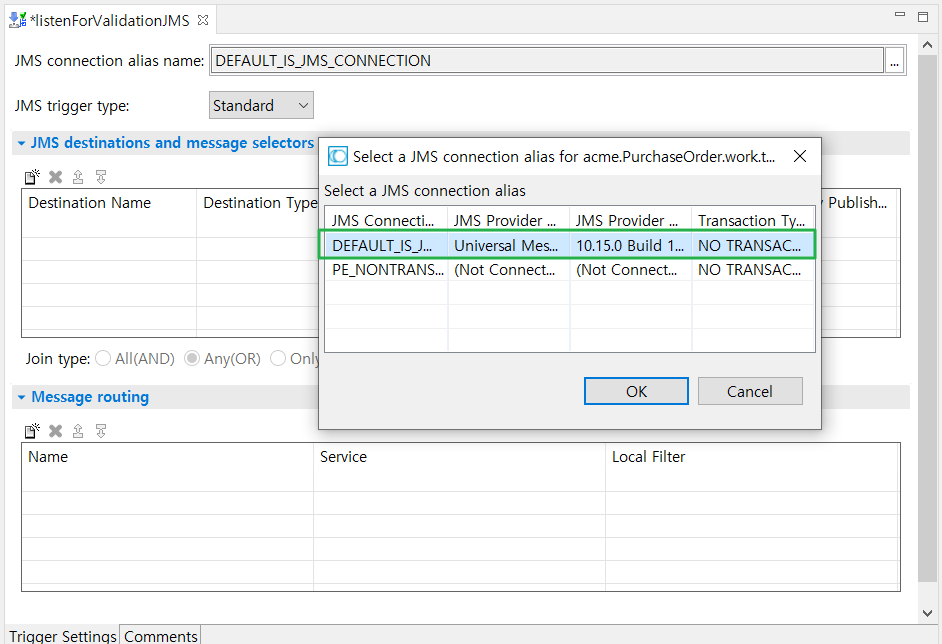 *listenForValidationJMS
JMS connection alias name: DEFAULT_IS_JMS_CONNECTION ...
JMS trigger type: Standard
JMS destinations and message selectors
Destination Name Destination Type Publish...
Join type: All(AND) Any(OR) Only
Select a JMS connection alias for acme.PurchaseOrder.work.t...
Select a JMS connection alias
JMS Connecti... JMS Provider ... JMS Provider ... Transaction Ty...
DEFAULT_IS_J... Universal Mes... 10.15.0 Build 1... NO TRANSAC...
PE_NONTRANS... (Not Connect... (Not Connect... NO TRANSAC...
OK Cancel
Message routing
Name Service Local Filter
Trigger Settings Comments